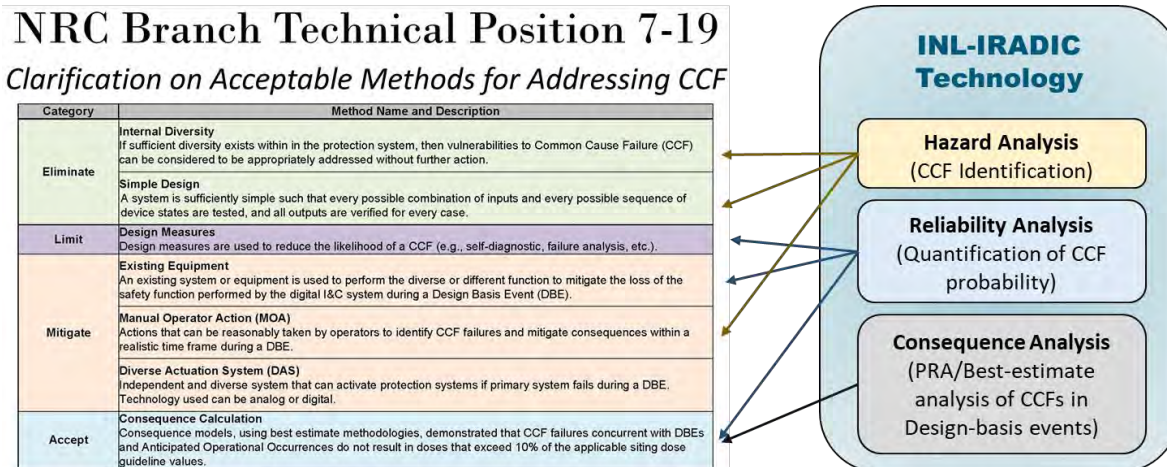 NRC Branch Technical Position 7-19
Clarification on Acceptable Methods for Addressing CCF
Category
Method Name and Description
Eliminate
Internal Diversity
If sufficient diversity exists within in the protection system, then vulnerabilities to Common Cause Failure (CCF)
can be considered to be appropriately addressed without further action.
Simple Design
A system is sufficiently simple such that every possible combination of inputs and every possible sequence of
device states are tested, and all outputs are verified for every case.
Limit
Design Measures
Design measures are used to reduce the likelihood of a CCF (e.g., self-diagnostic, failure analysis, etc.).
Mitigate
Existing Equipment
An existing system or equipment is used to perform the diverse or different function to mitigate the loss of the
safety function performed by the digital I&C system during a Design Basis Event (DBE).
Manual Operator Action (MOA)
Actions that can be reasonably taken by operators to identify CCF failures and mitigate consequences within a
realistic time frame during a DBE.
Diverse Actuation System (DAS)
Independent and diverse system that can activate protection systems if primary system fails during a DBE.
Technology used can be analog or digital.
Accept
Consequence Calculation
Consequence models, using best estimate methodologies, demonstrated that CCF failures concurrent with DBEs
and Anticipated Operational Occurrences do not result in doses that exceed 10% of the applicable siting dose
guideline values.
INL-IRADIC
Technology
Hazard Analysis
(CCF Identification)
Reliability Analysis
(Quantification of CCF
probability)
Consequence Analysis
(PRA/Best-estimate
analysis of CCFs in
Design-basis events)